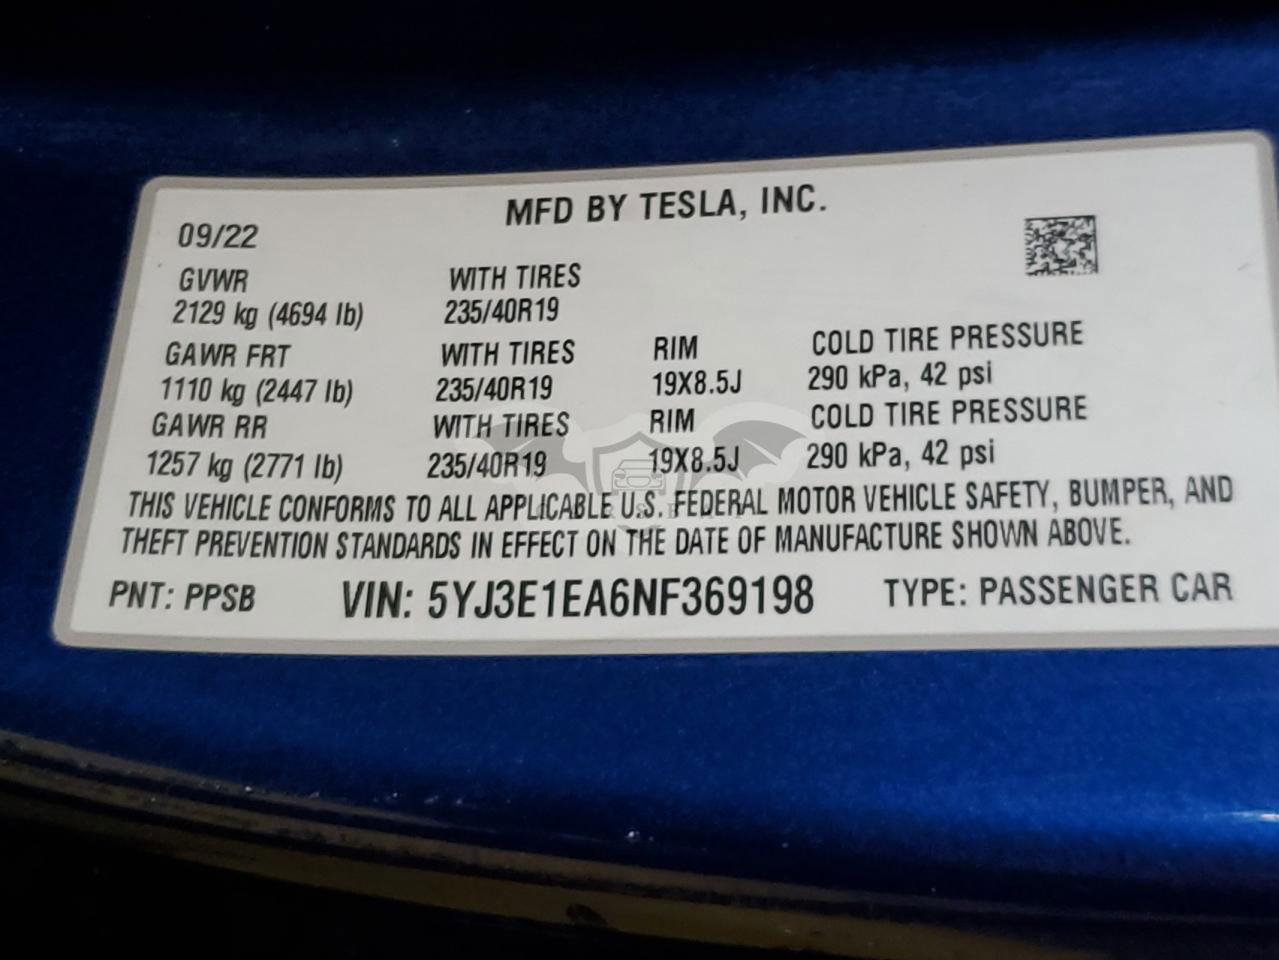 MFD BY TESLA, INC.
09/22
GVWR WITH TIRES
2129 kg (4694 lb) 235/40R19
GAWR FRT WITH TIRES RIM COLD TIRE PRESSURE
1110 kg (2447 lb) 235/40R19 19X8.5J 290 kPa, 42 psi
GAWR RR WITH TIRES RIM COLD TIRE PRESSURE
1257 kg (2771 lb) 235/40R19 19X8.5J 290 kPa, 42 psi
THIS VEHICLE CONFORMS TO ALL APPLICABLE U.S. FEDERAL MOTOR VEHICLE SAFETY, BUMPER, AND
THEFT PREVENTION STANDARDS IN EFFECT ON THE DATE OF MANUFACTURE SHOWN ABOVE.
PNT: PPSB VIN: 5YJ3E1EA6NF369198 TYPE: PASSENGER CAR